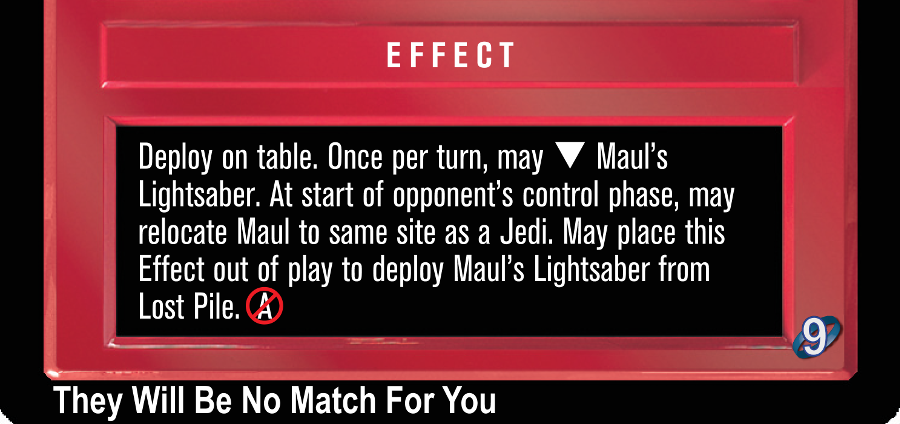 EFFECT
Deploy on table. Once per turn, may ▼ Maul's
Lightsaber. At start of opponent's control phase, may
relocate Maul to same site as a Jedi. May place this
Effect out of play to deploy Maul's Lightsaber from
Lost Pile. A
9
They Will Be No Match For You